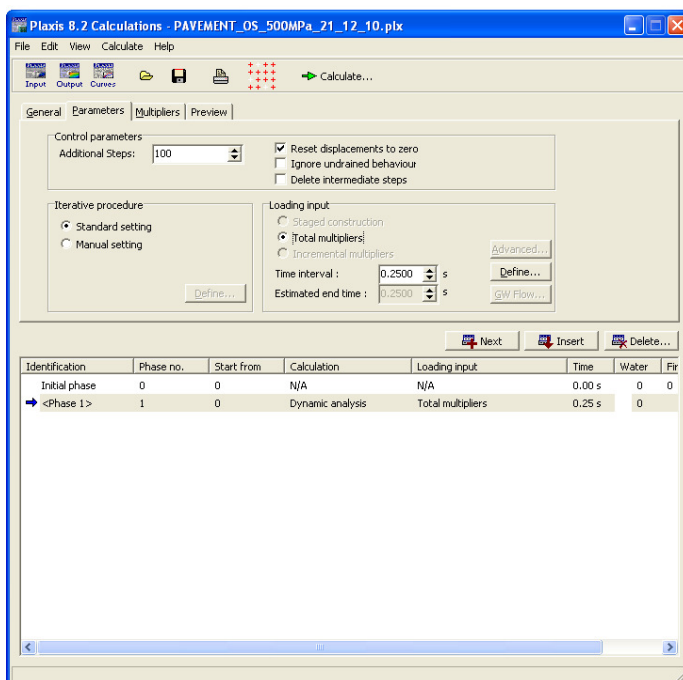 Plaxis 8.2 Calculations - PAVEMENT_OS_500MPa_21_12_10.plx
File Edit View Calculate Help
Input Output Curves Calculate...
General Parameters Multipliers Preview
Control parameters
Additional Steps: 100
Reset displacements to zero
Ignore undrained behaviour
Delete intermediate steps
Iterative procedure
Standard setting
Manual setting
Define...
Loading input
Staged construction
Total multipliers
Incremental multipliers
Advanced...
Time interval : 0.2500 s Define...
Estimated end time : 0.2500 s GW Flow...
Next Insert Delete...
Identification Phase no. Start from Calculation Loading input Time Water Fir
Initial phase 0 0 N/A N/A 0.00 s 0 0
<Phase 1> 1 0 Dynamic analysis Total multipliers 0.25 s 0